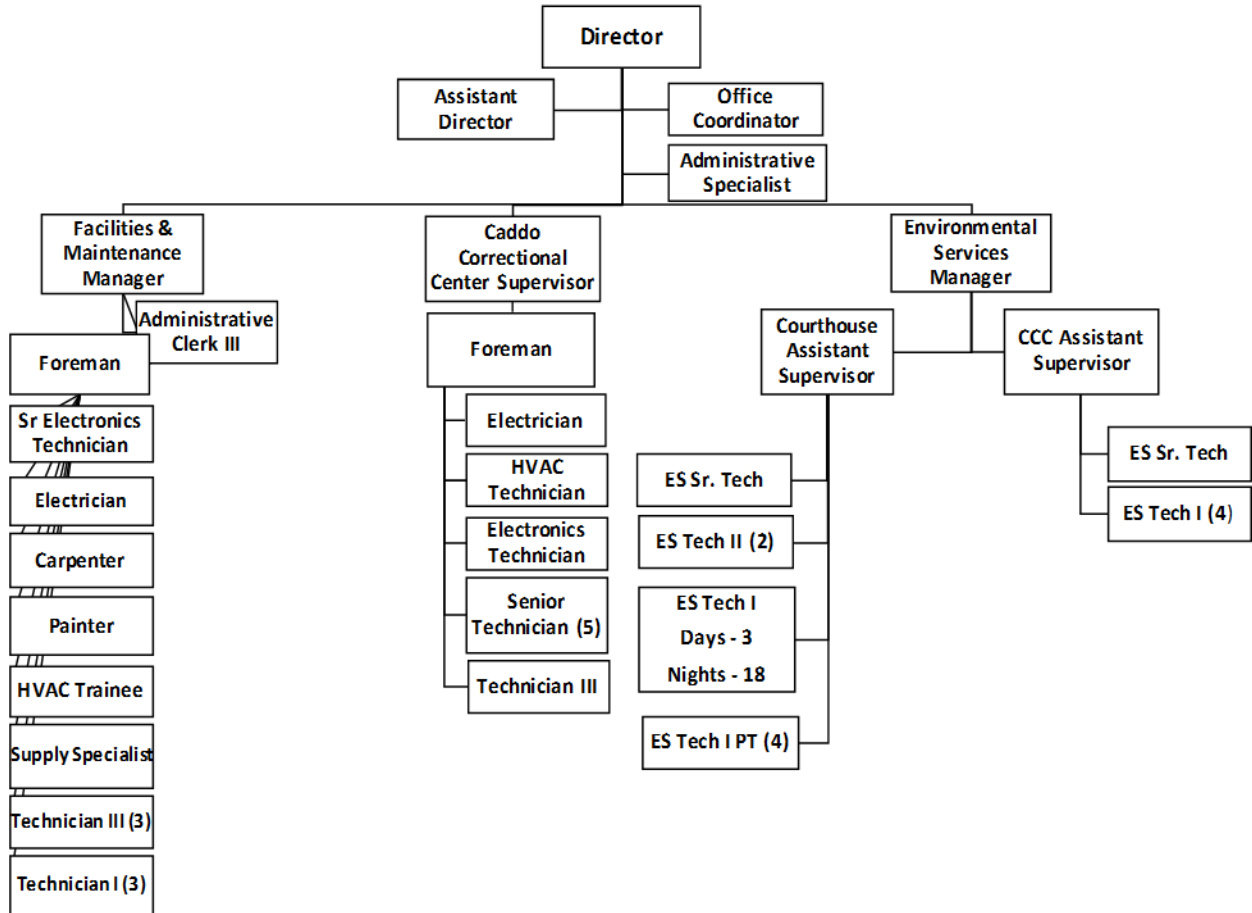 Director
Assistant
Director
Office
Coordinator
Administrative
Specialist
Facilities &
Maintenance
Manager
Caddo
Correctional
Center Supervisor
Environmental
Services
Manager
Administrative
Clerk III
Foreman
Sr Electronics
Technician
Electrician
Carpenter
Painter
HVAC Trainee
Supply Specialist
Technician III (3)
Technician I (3)
Foreman
Electrician
HVAC
Technician
Electronics
Technician
Senior
Technician (5)
Technician III
Courthouse
Assistant
Supervisor
ES Sr. Tech
ES Tech II (2)
ES Tech I
Days - 3
Nights - 18
ES Tech I PT (4)
CCC Assistant
Supervisor
ES Sr. Tech
ES Tech I (4)